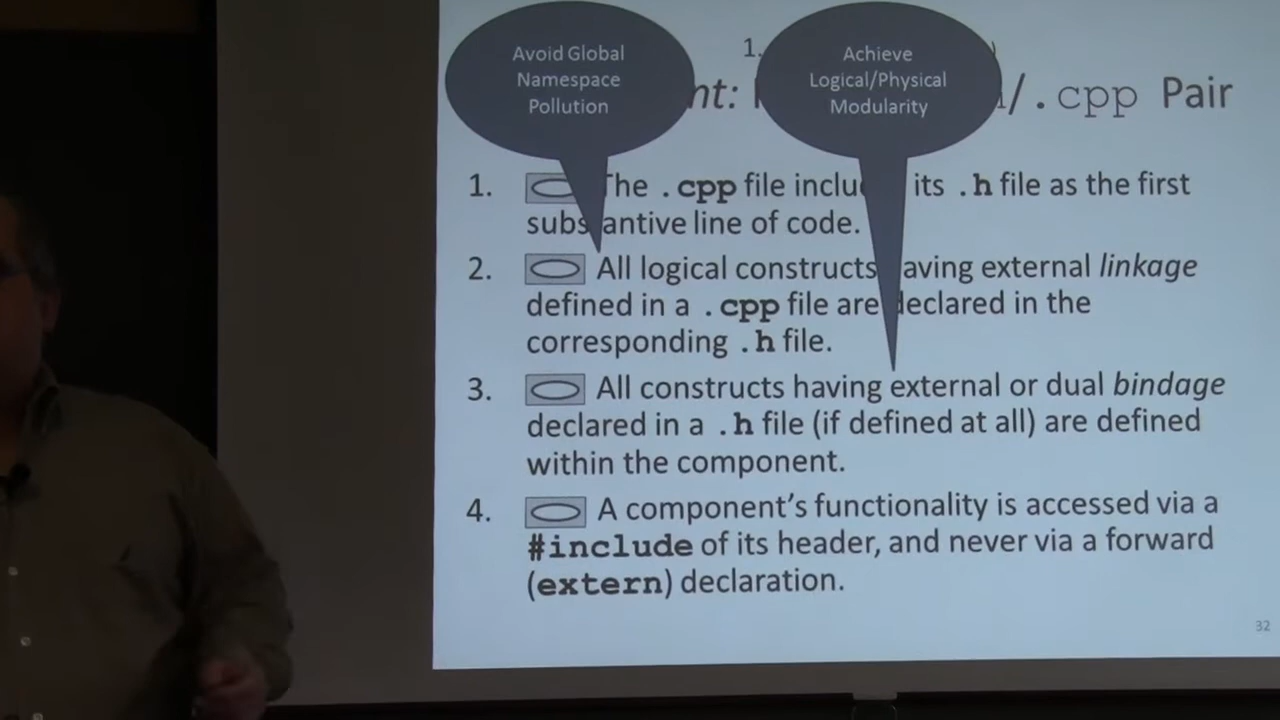 Avoid Global
Namespace
Pollution
Achieve
Logical/Physical
Modularity
1.
nt: /.cpp Pair
1. The .cpp file inclu its .h file as the first
substantive line of code.
2. All logical constructs aving external linkage
defined in a .cpp file are declared in the
corresponding .h file.
3. All constructs having external or dual bindage
declared in a .h file (if defined at all) are defined
within the component.
4. A component's functionality is accessed via a
#include of its header, and never via a forward
(extern) declaration.
32